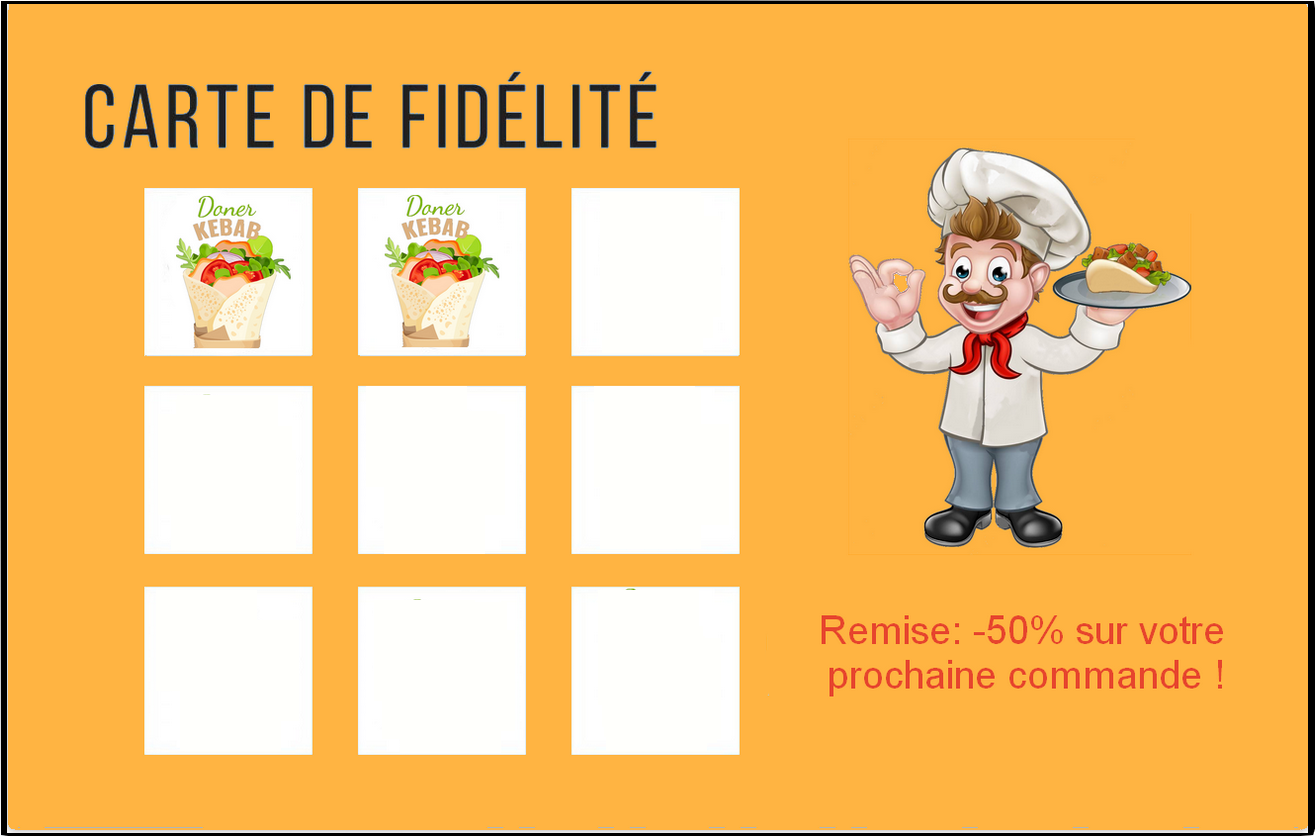 CARTE DE FIDÉLITÉ
Doner
KEBAB
Doner
KEBAB
Remise: -50% sur votre
prochaine commande !